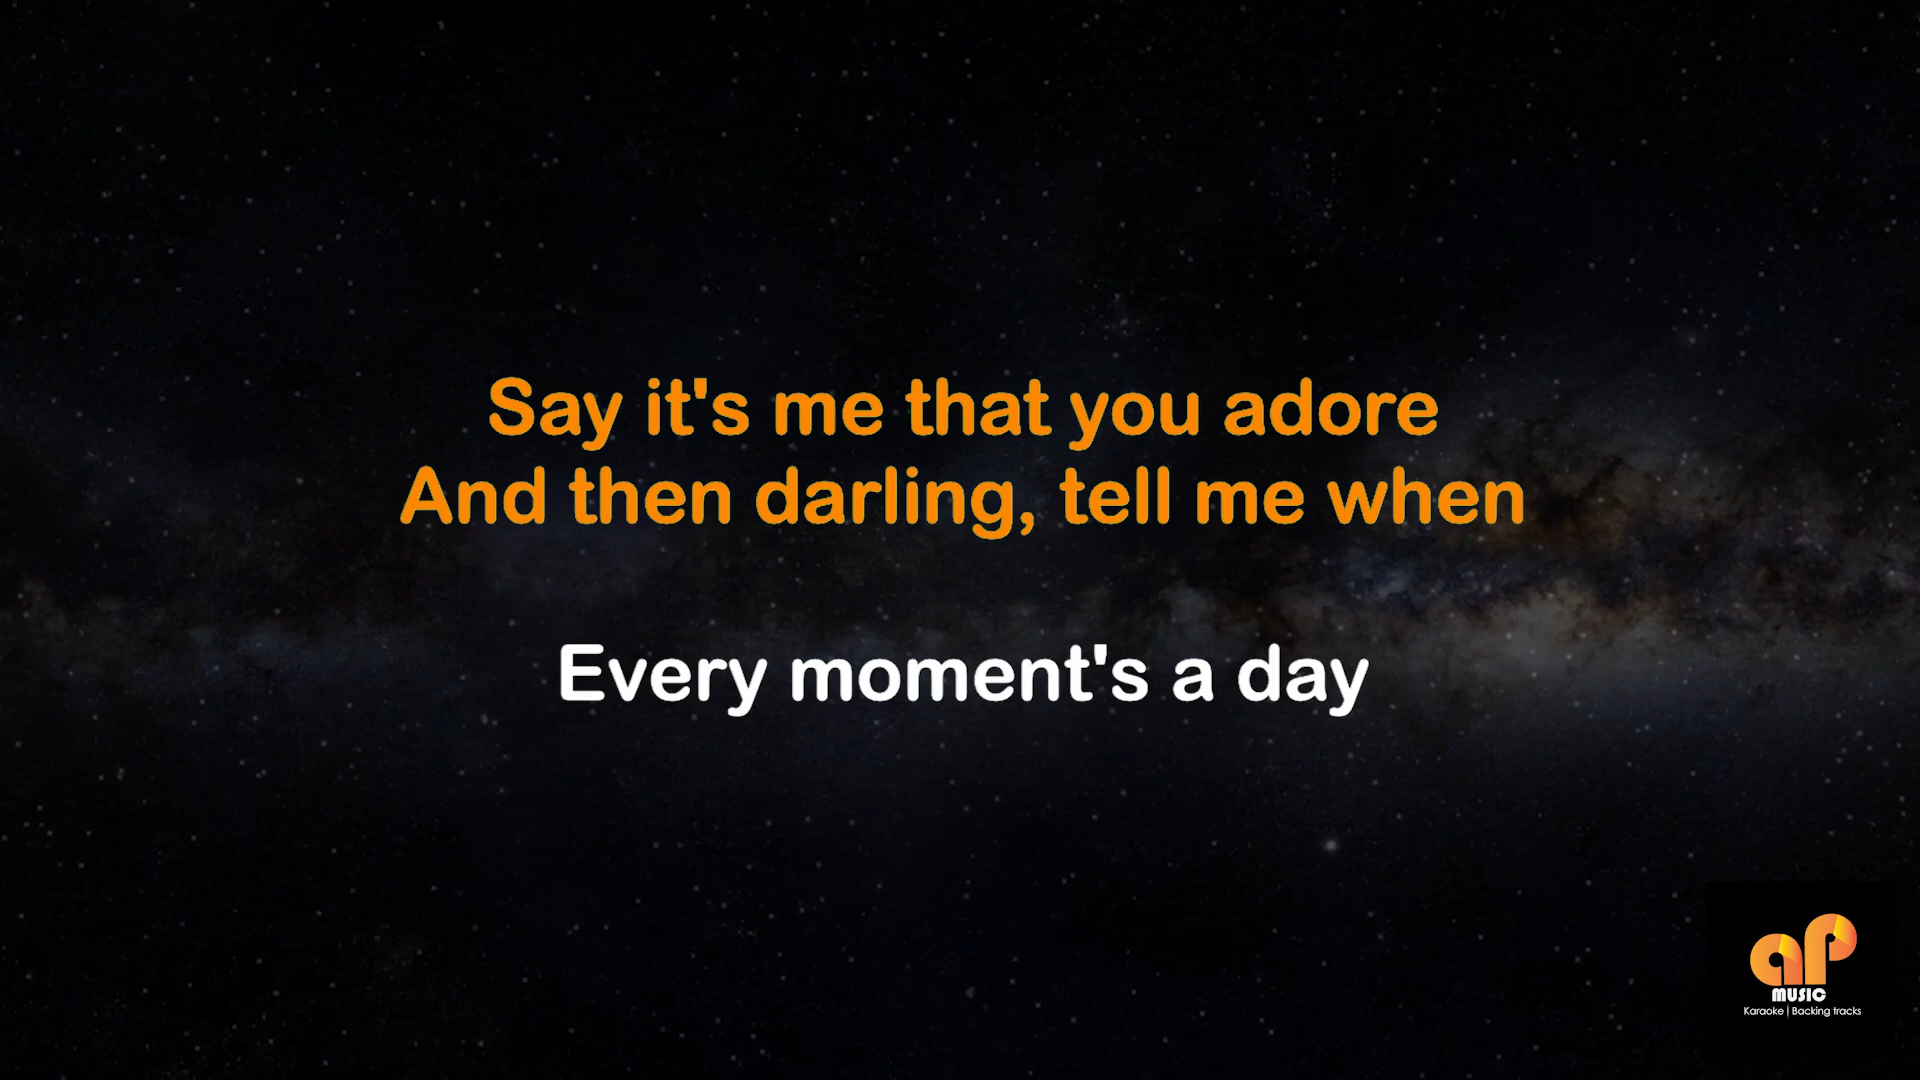 Say it's me that you adore
And then darling, tell me when
Every moment's a day
aP
MUSIC
Karaoke | Backing tracks